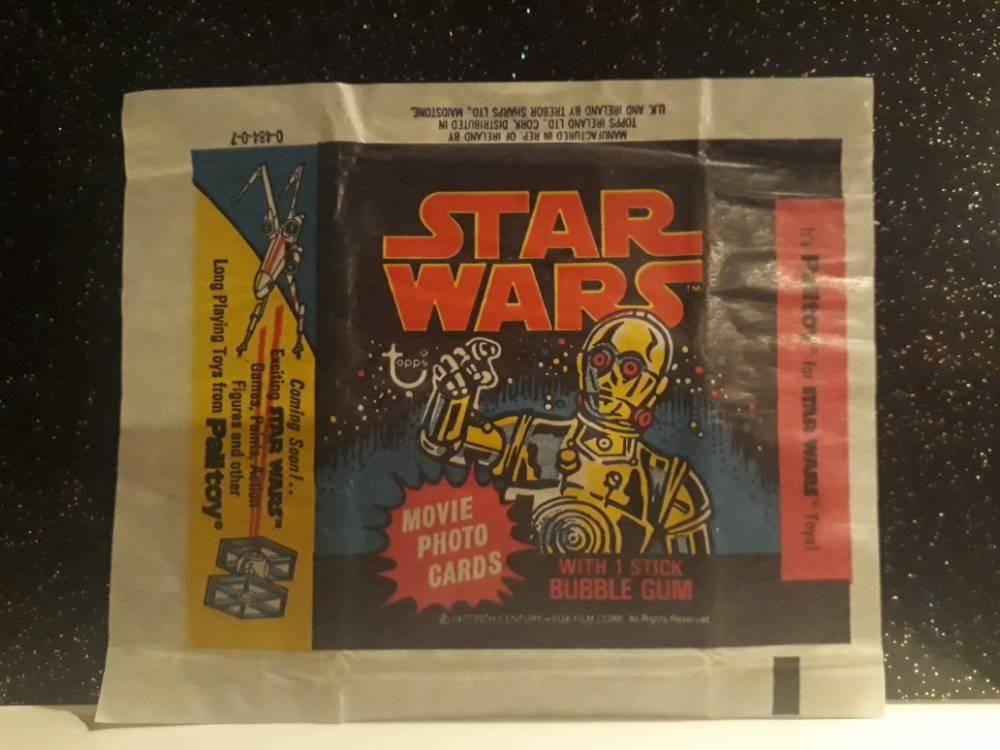 MANUFACTURED IN REP. OF IRELAND BY
TOPPS IRELAND LTD., CORK. DISTRIBUTED IN
U.K. AND IRELAND BY TREBOR SHARPS LTD., MAIDSTONE.
0-484-0-7
STAR
WARS™
topps®
MOVIE
PHOTO
CARDS
WITH 1 STICK
BUBBLE GUM
© 1977 20TH CENTURY-FOX FILM CORP. All Rights Reserved
Coming Soon!..
Exciting STAR WARS™
Games, Paints, Action
Figures and other
Long Playing Toys from Palitoy®
It's Palitoy® for STAR WARS™ Toys!